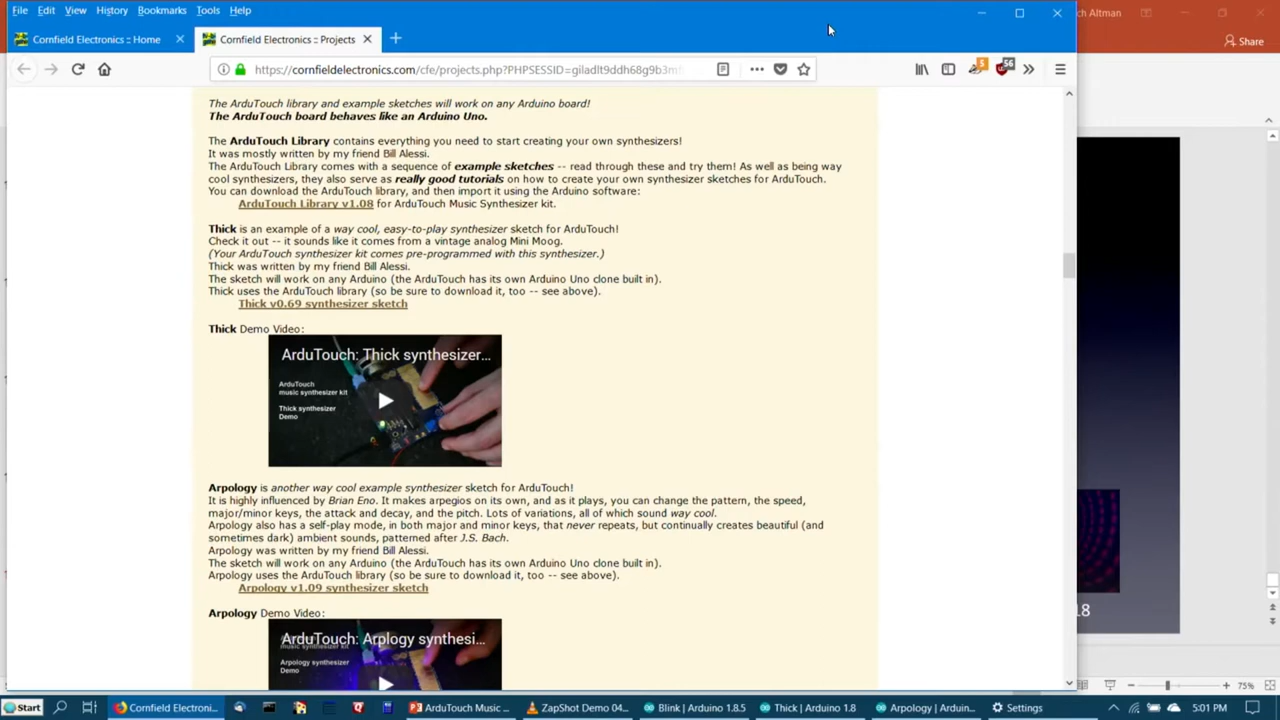 File Edit View History Bookmarks Tools Help
ch Altman
Cornfield Electronics :: Home
Cornfield Electronics :: Projects
Share
https://cornfieldelectronics.com/cfe/projects.php?PHPSESSID=giladlt9ddh68g9b3m
5
56
The ArduTouch library and example sketches will work on any Arduino board!
The ArduTouch board behaves like an Arduino Uno.
The ArduTouch Library contains everything you need to start creating your own synthesizers!
It was mostly written by my friend Bill Alessi.
The ArduTouch Library comes with a sequence of example sketches -- read through these and try them! As well as being way
cool synthesizers, they also serve as really good tutorials on how to create your own synthesizer sketches for ArduTouch.
You can download the ArduTouch library, and then import it using the Arduino software:
ArduTouch Library v1.08 for ArduTouch Music Synthesizer kit.
Thick is an example of a way cool, easy-to-play synthesizer sketch for ArduTouch!
Check it out -- it sounds like it comes from a vintage analog Mini Moog.
(Your ArduTouch synthesizer kit comes pre-programmed with this synthesizer.)
Thick was written by my friend Bill Alessi.
The sketch will work on any Arduino (the ArduTouch has its own Arduino Uno clone built in).
Thick uses the ArduTouch library (so be sure to download it, too -- see above).
Thick v0.69 synthesizer sketch
Thick Demo Video:
ArduTouch: Thick synthesizer...
ArduTouch
music synthesizer kit
Thick synthesizer
Demo
Arpology is another way cool example synthesizer sketch for ArduTouch!
It is highly influenced by Brian Eno. It makes arpegios on its own, and as it plays, you can change the pattern, the speed,
major/minor keys, the attack and decay, and the pitch. Lots of variations, all of which sound way cool.
Arpology also has a self-play mode, in both major and minor keys, that never repeats, but continually creates beautiful (and
sometimes dark) ambient sounds, patterned after J.S. Bach.
Arpology was written by my friend Bill Alessi.
The sketch will work on any Arduino (the ArduTouch has its own Arduino Uno clone built in).
Arpology uses the ArduTouch library (so be sure to download it, too -- see above).
Arpology v1.09 synthesizer sketch
Arpology Demo Video:
ArduTouch: Arplogy synthesi...
music synthesizer kit
Arpology synthesizer
Demo
18
75%
Start
Cornfield Electroni...
ArduTouch Music ...
ZapShot Demo 04...
Blink | Arduino 1.8.5
Thick | Arduino 1.8
Arpology | Arduin...
Settings
5:01 PM